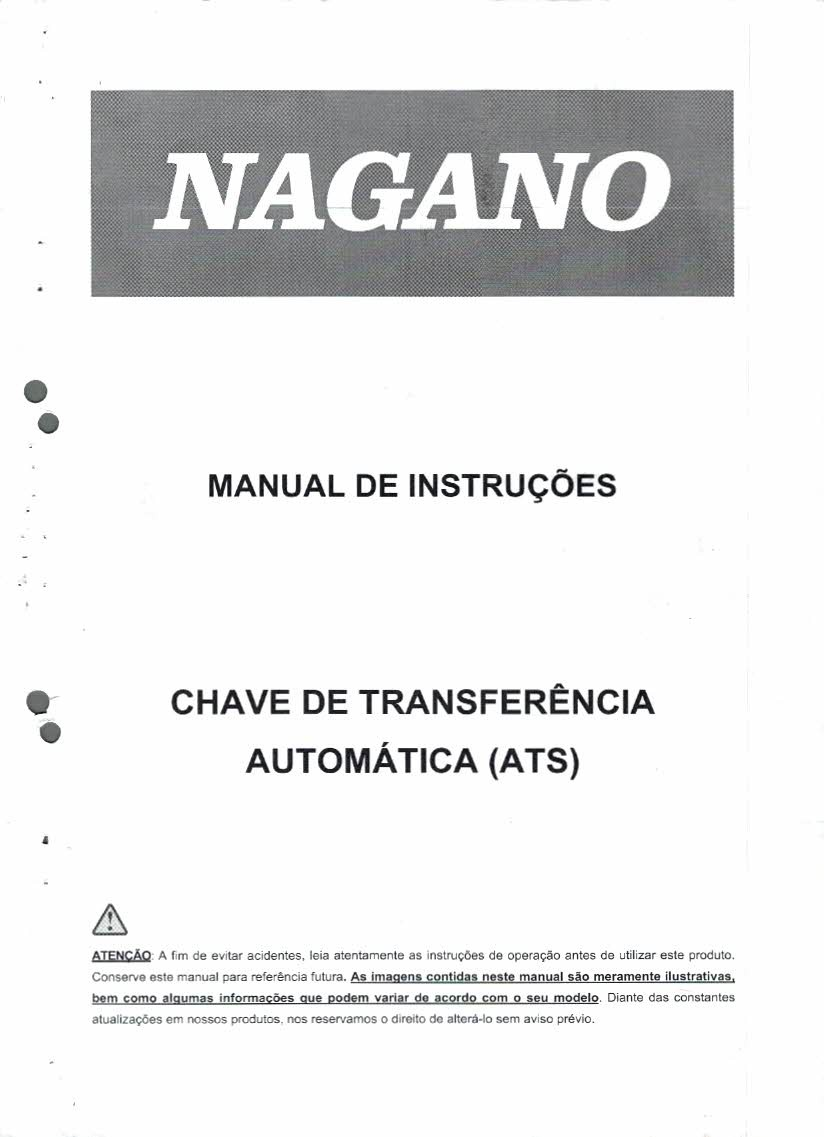 NAGANO
MANUAL DE INSTRUÇÕES
CHAVE DE TRANSFERÊNCIA
AUTOMÁTICA (ATS)
ATENÇÃO: A fim de evitar acidentes, leia atentamente as instruções de operação antes de utilizar este produto.
Conserve este manual para referência futura. As imagens contidas neste manual são meramente ilustrativas,
bem como algumas informações que podem variar de acordo com o seu modelo. Diante das constantes
atualizações em nossos produtos, nos reservamos o direito de alterá-lo sem aviso prévio.